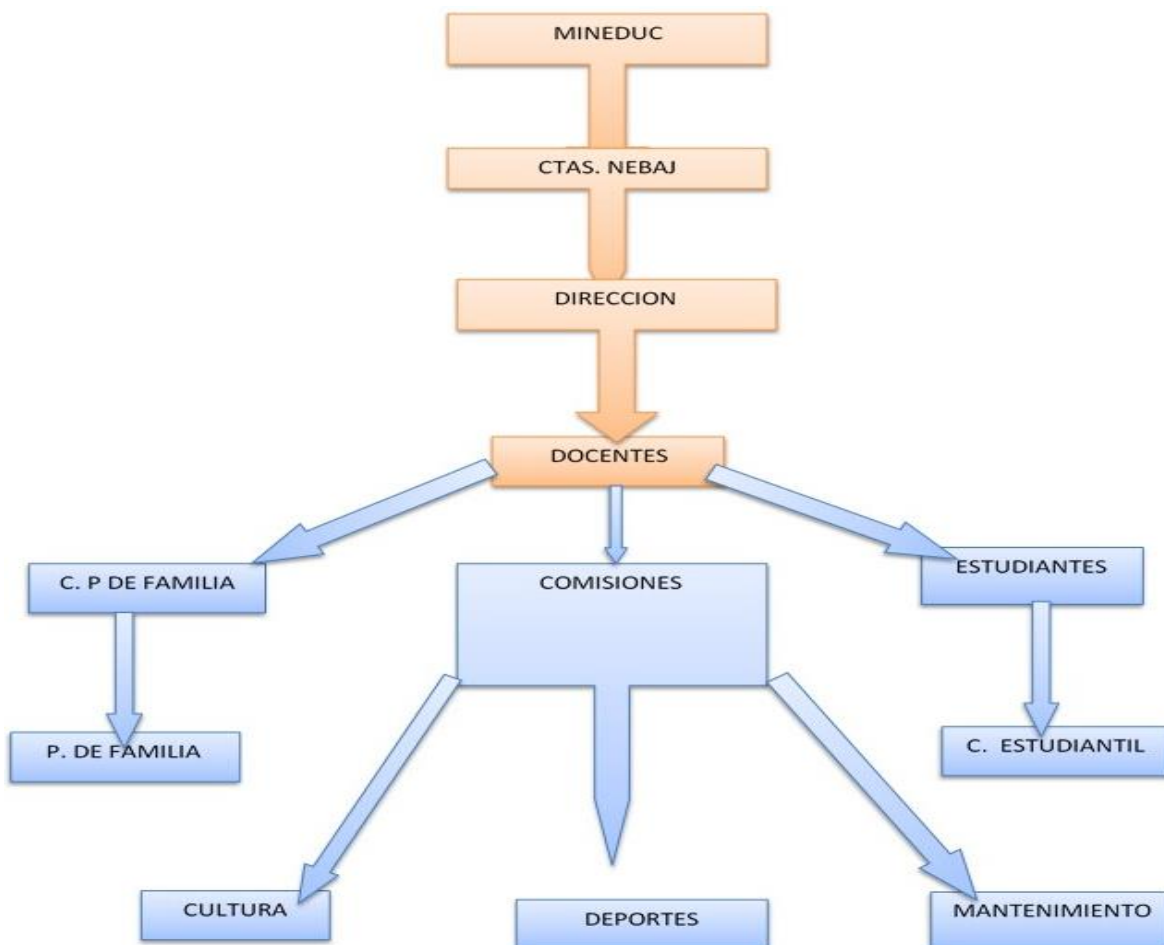 MINEDUC
CTAS. NEBAJ
DIRECCION
DOCENTES
C. P DE FAMILIA
COMISIONES
ESTUDIANTES
P. DE FAMILIA
C. ESTUDIANTIL
CULTURA
DEPORTES
MANTENIMIENTO